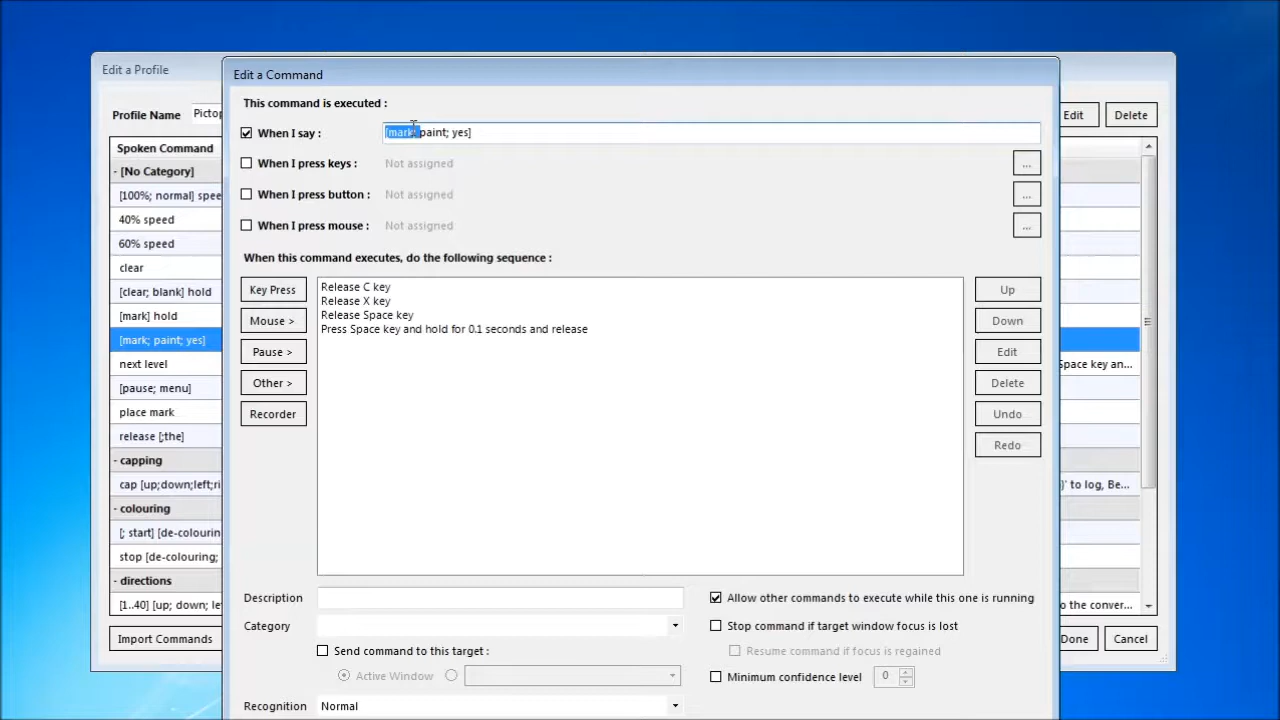 Edit a Profile
Edit a Command
Profile Name
Pictop
Edit
Delete
This command is executed :
When I say :
[mark; paint; yes]
When I press keys :
Not assigned
...
When I press button :
Not assigned
...
When I press mouse :
Not assigned
...
When this command executes, do the following sequence :
Key Press
Mouse >
Pause >
Other >
Recorder
Release C key
Release X key
Release Space key
Press Space key and hold for 0.1 seconds and release
Up
Down
Edit
Delete
Undo
Redo
Description
Category
Send command to this target :
Active Window
Recognition
Normal
Allow other commands to execute while this one is running
Stop command if target window focus is lost
Resume command if focus is regained
Minimum confidence level
0
Spoken Command
- [No Category]
[100%; normal] spee
40% speed
60% speed
clear
[clear; blank] hold
[mark] hold
[mark; paint; yes]
next level
Space key an...
[pause; menu]
place mark
release [;the]
- capping
cap [up;down;left;ri
)' to log, Be...
- colouring
[; start] [de-colourin
stop [de-colouring;
- directions
[1..40] [up; down; le
o the conver...
Import Commands
Done
Cancel